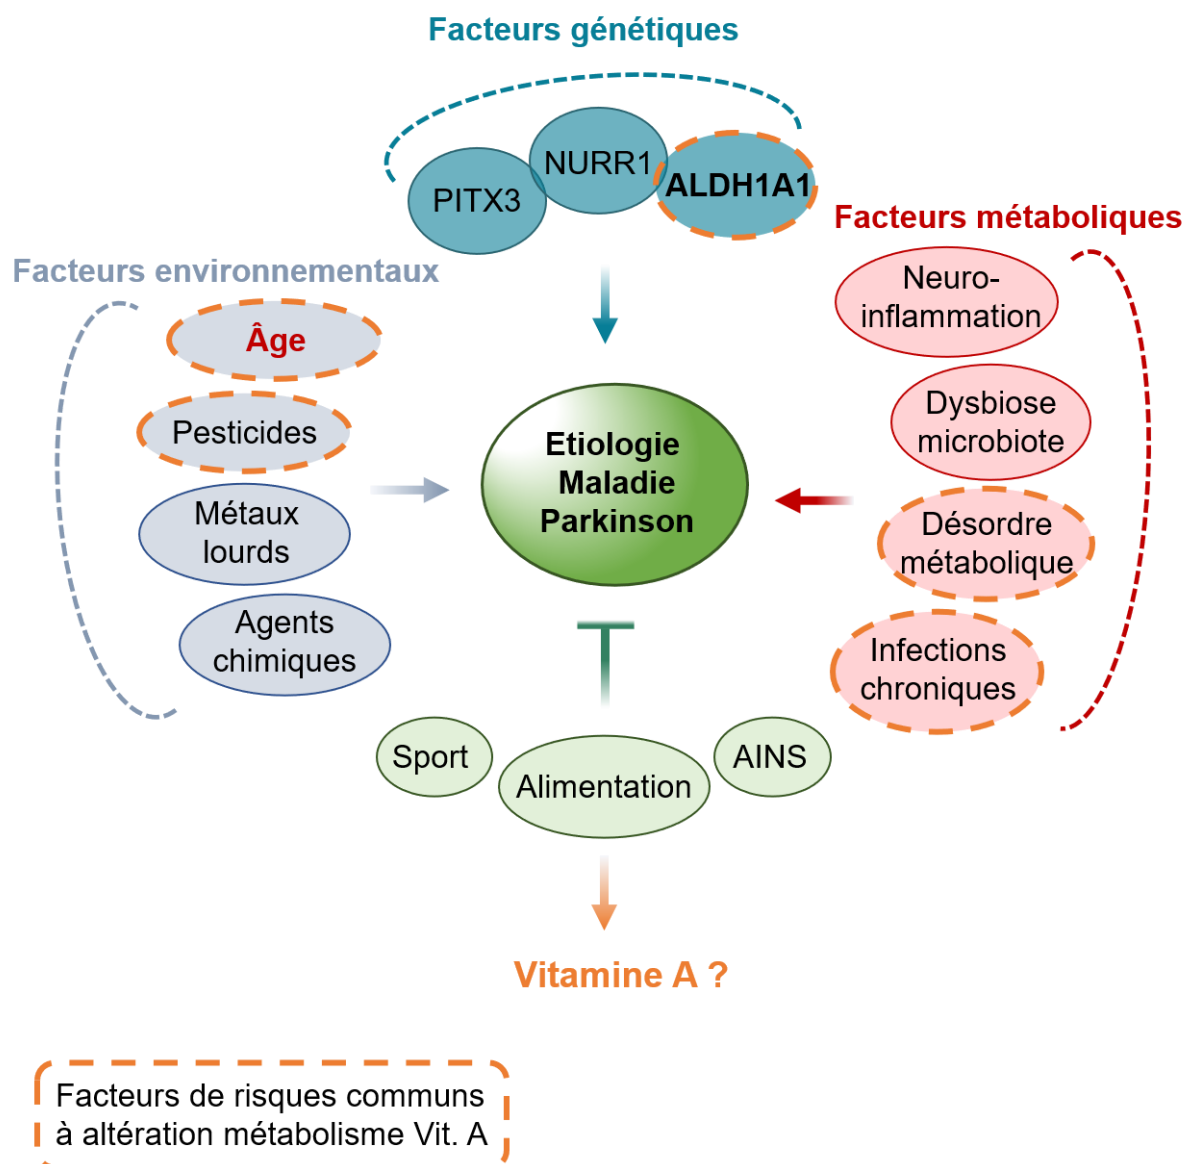 Facteurs génétiques
PITX3
NURR1
ALDH1A1
Facteurs métaboliques
Neuro-
inflammation
Dysbiose
microbiote
Désordre
métabolique
Infections
chroniques
Facteurs environnementaux
Âge
Pesticides
Métaux
lourds
Agents
chimiques
Etiologie
Maladie
Parkinson
Sport
Alimentation
AINS
Vitamine A ?
Facteurs de risques communs
à altération métabolisme Vit. A